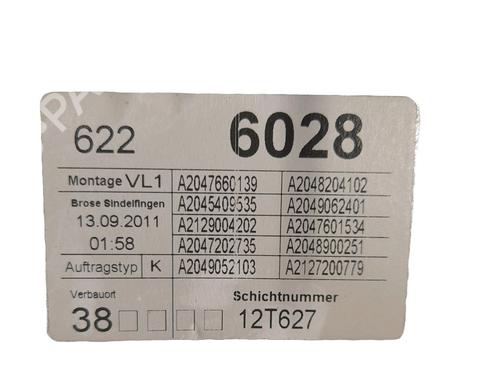 622 6028
Montage VL1 A2047660139 A2048204102
Brose Sindelfingen A2045409535 A2049062401
13.09.2011 A2129004202 A2047601534
01:58 A2047202735 A2048900251
Auftragstyp K A2049052103 A2127200779
Verbauort Schichtnummer
38□□□□ 12T627